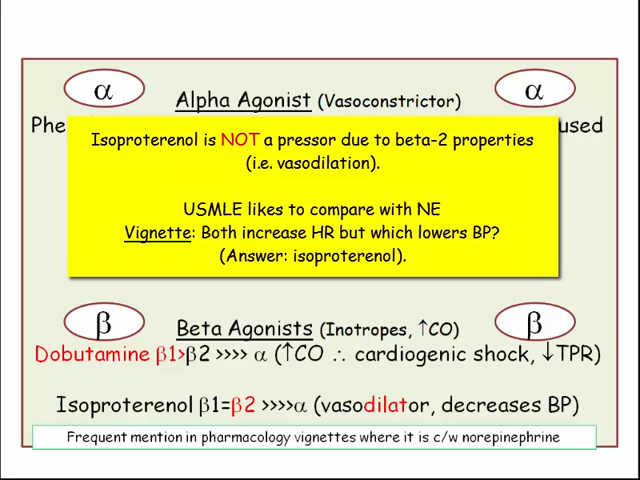 α α
Alpha Agonist (Vasoconstrictor)
Phe used
Isoproterenol is NOT a pressor due to beta-2 properties
(i.e. vasodilation).
USMLE likes to compare with NE
Vignette: Both increase HR but which lowers BP?
(Answer: isoproterenol).
β β
Beta Agonists (Inotropes, ↑CO)
Dobutamine β1>β2 >>>> α (↑CO ∴ cardiogenic shock, ↓TPR)
Isoproterenol β1=β2 >>>>α (vasodilator, decreases BP)
Frequent mention in pharmacology vignettes where it is c/w norepinephrine